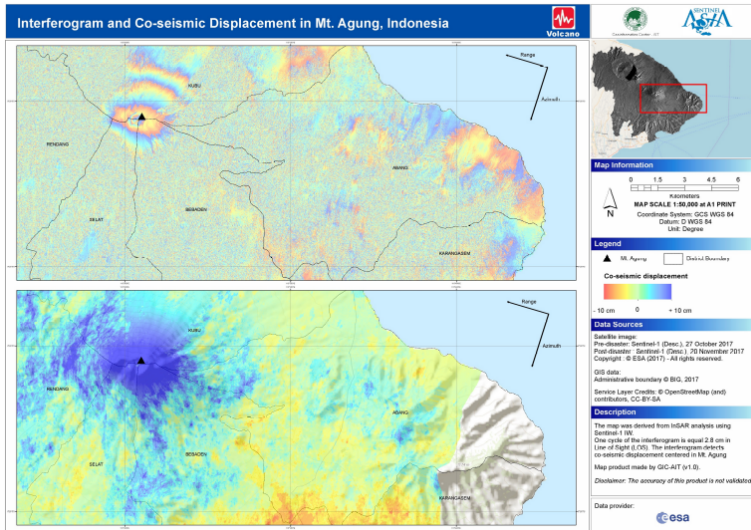 Interferogram and Co-seismic Displacement in Mt. Agung, Indonesia
Volcano
SENTINEL
ASIA
Range
Azimuth
KUBU
RENDANG
ABANG
SELAT
BEBADEN
KARANGASEM
Range
Azimuth
KUBU
RENDANG
ABANG
SELAT
BEBADEN
KARANGASEM
Map Information
0 1.5 3 4.5 6
Kilometers
N
MAP SCALE 1:50,000 at A1 PRINT
Coordinate System: GCS WGS 84
Datum: D WGS 84
Unit: Degree
Legend
Mt. Agung
District Boundary
Co-seismic displacement
- 10 cm 0 + 10 cm
Data Sources
Satellite image:
Pre-disaster: Sentinel-1 (Desc.), 27 October 2017
Post-disaster : Sentinel-1 (Desc.), 20 November 2017
Copyright : © ESA (2017) - All rights reserved.
GIS data:
Administrative boundary © BIG, 2017
Service Layer Credits: © OpenStreetMap (and)
contributors, CC-BY-SA
Description
The map was derived from InSAR analysis using
Sentinel-1 IW.
One cycle of the interferogram is equal 2.8 cm in
Line of Sight (LOS). The interferogram detects
co-seismic displacement centered in Mt. Agung
Map product made by GIC-AIT (v1.0).
Disclaimer: The accuracy of this product is not validated
Data provider:
esa